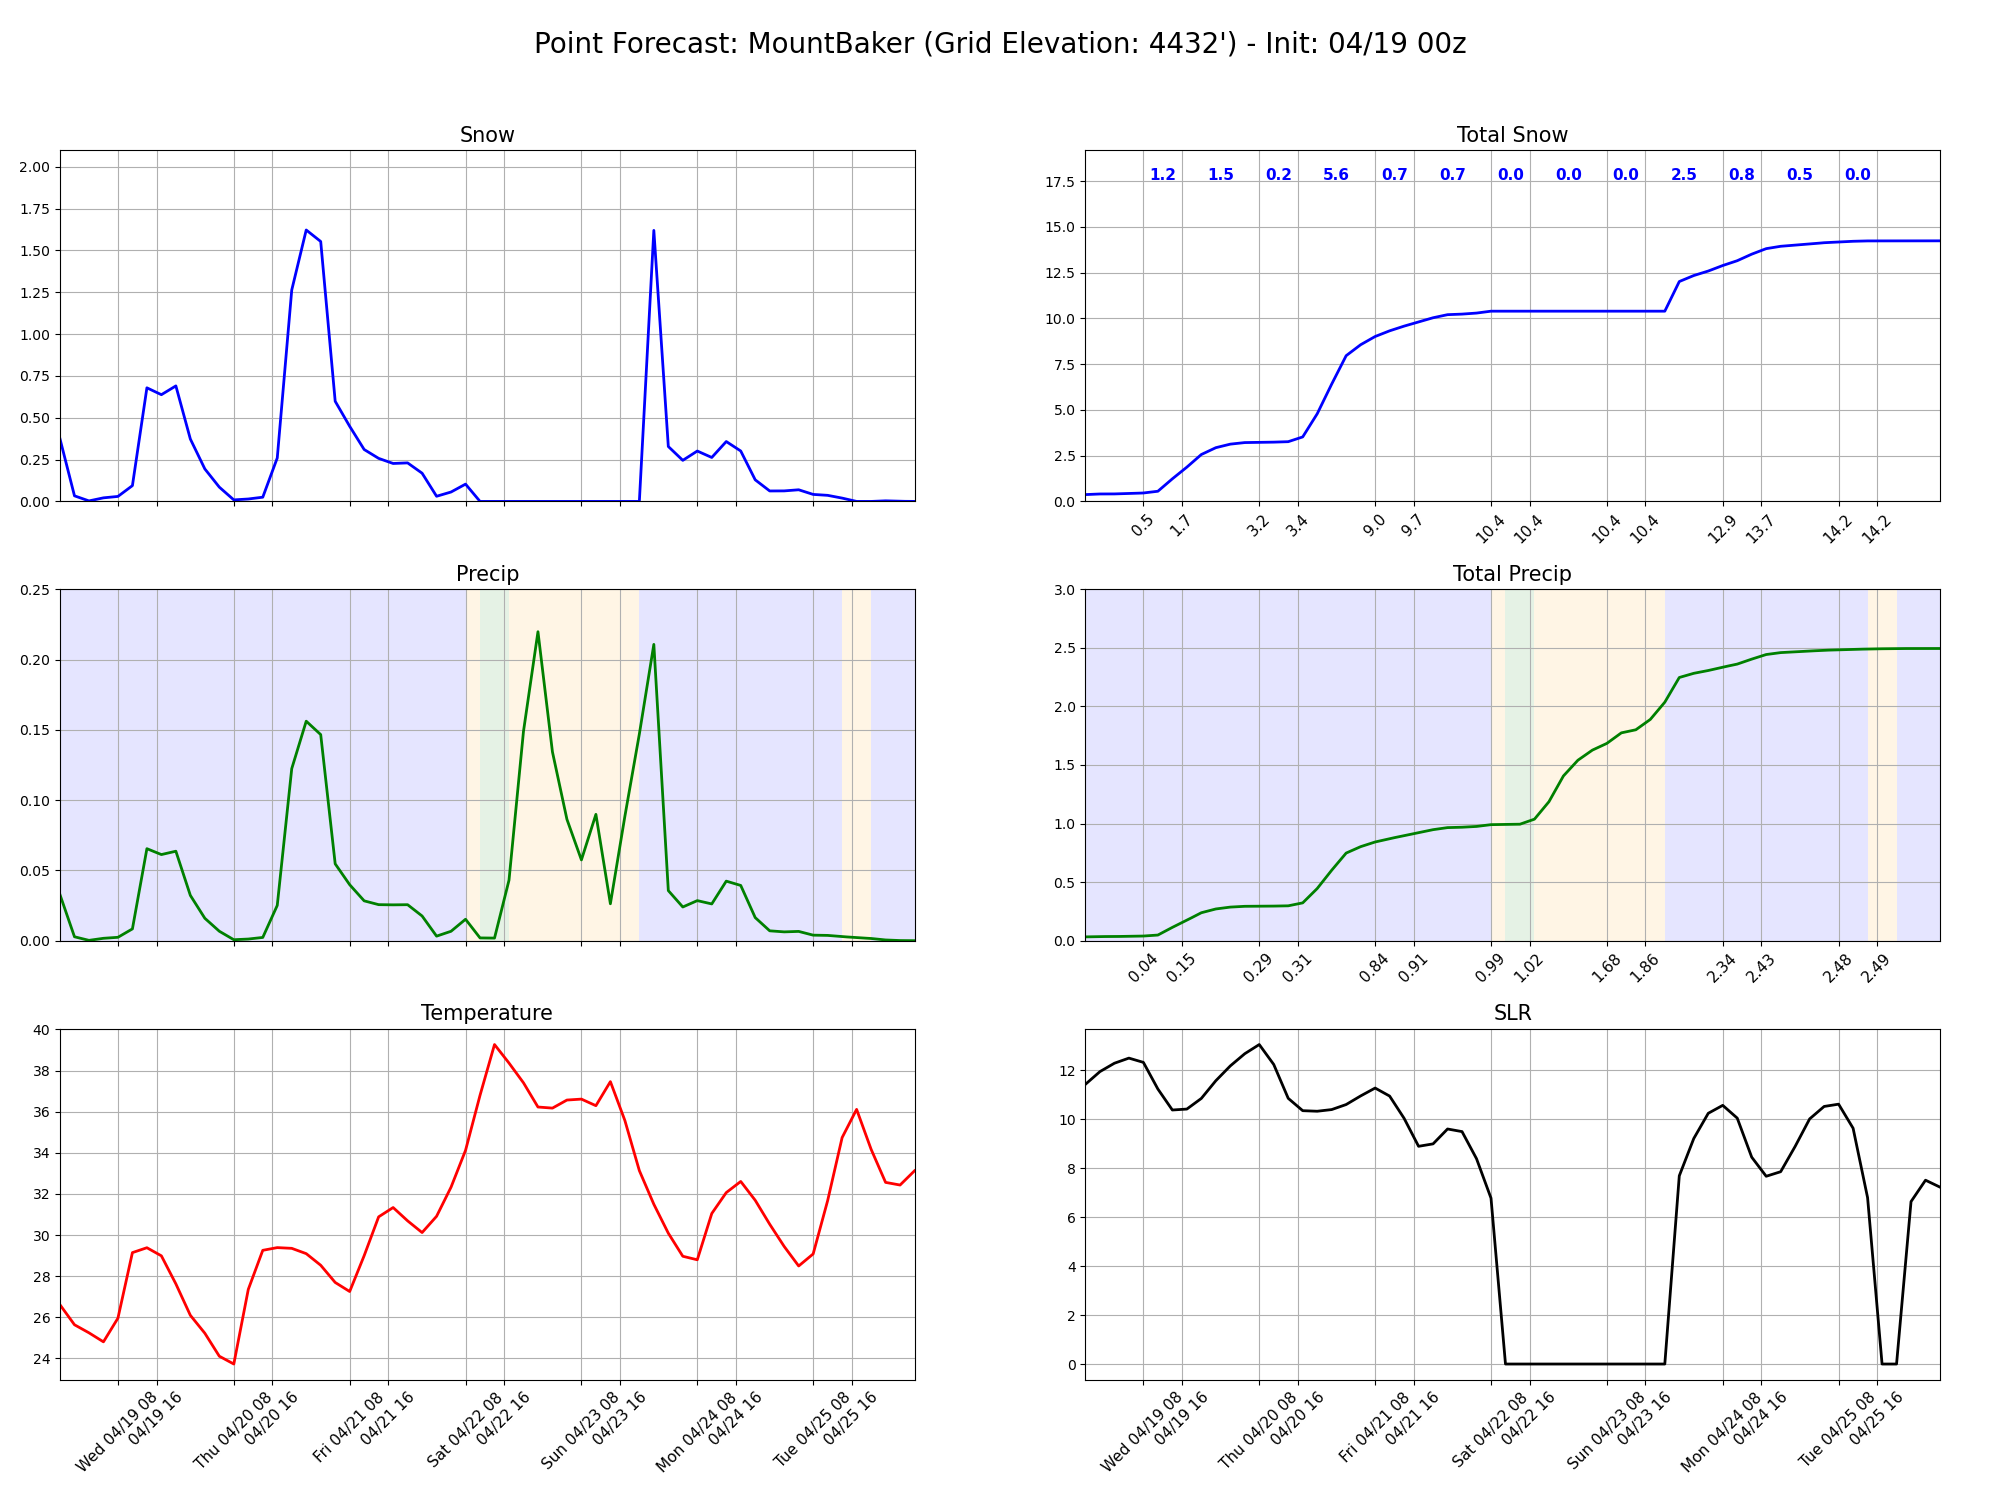 Point Forecast: MountBaker (Grid Elevation: 4432') - Init: 04/19 00z
Snow
2.00
1.75
1.50
1.25
1.00
0.75
0.50
0.25
0.00
Total Snow
1.2 1.5 0.2 5.6 0.7 0.7 0.0 0.0 0.0 2.5 0.8 0.5 0.0
17.5
15.0
12.5
10.0
7.5
5.0
2.5
0.0
0.5 1.7 3.2 3.4 9.0 9.7 10.4 10.4 10.4 10.4 12.9 13.7 14.2 14.2
Precip
0.25
0.20
0.15
0.10
0.05
0.00
Total Precip
3.0
2.5
2.0
1.5
1.0
0.5
0.0
0.04 0.15 0.29 0.31 0.84 0.91 0.99 1.02 1.68 1.86 2.34 2.43 2.48 2.49
Temperature
40
38
36
34
32
30
28
26
24
Wed 04/19 08
04/19 16
Thu 04/20 08
04/20 16
Fri 04/21 08
04/21 16
Sat 04/22 08
04/22 16
Sun 04/23 08
04/23 16
Mon 04/24 08
04/24 16
Tue 04/25 08
04/25 16
SLR
12
10
8
6
4
2
0
Wed 04/19 08
04/19 16
Thu 04/20 08
04/20 16
Fri 04/21 08
04/21 16
Sat 04/22 08
04/22 16
Sun 04/23 08
04/23 16
Mon 04/24 08
04/24 16
Tue 04/25 08
04/25 16